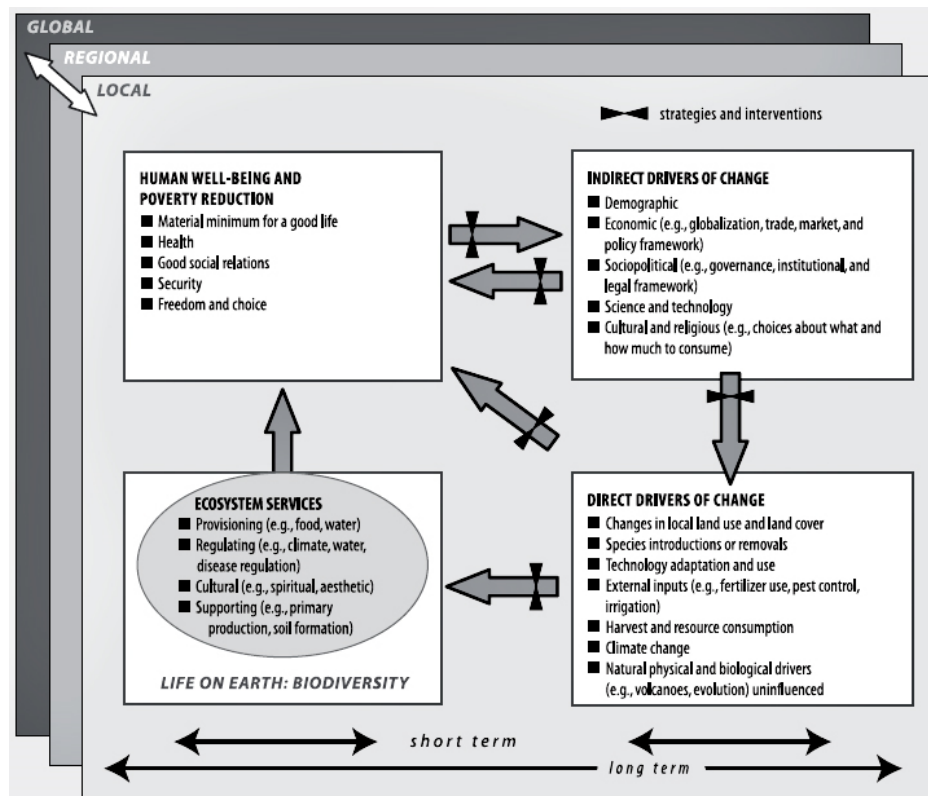 GLOBAL
REGIONAL
LOCAL
strategies and interventions
HUMAN WELL-BEING AND
POVERTY REDUCTION
■ Material minimum for a good life
■ Health
■ Good social relations
■ Security
■ Freedom and choice
INDIRECT DRIVERS OF CHANGE
■ Demographic
■ Economic (e.g., globalization, trade, market, and
policy framework)
■ Sociopolitical (e.g., governance, institutional, and
legal framework)
■ Science and technology
■ Cultural and religious (e.g., choices about what and
how much to consume)
ECOSYSTEM SERVICES
■ Provisioning (e.g., food, water)
■ Regulating (e.g., climate, water,
disease regulation)
■ Cultural (e.g., spiritual, aesthetic)
■ Supporting (e.g., primary
production, soil formation)
LIFE ON EARTH: BIODIVERSITY
DIRECT DRIVERS OF CHANGE
■ Changes in local land use and land cover
■ Species introductions or removals
■ Technology adaptation and use
■ External inputs (e.g., fertilizer use, pest control,
irrigation)
■ Harvest and resource consumption
■ Climate change
■ Natural physical and biological drivers
(e.g., volcanoes, evolution) uninfluenced
short term
long term